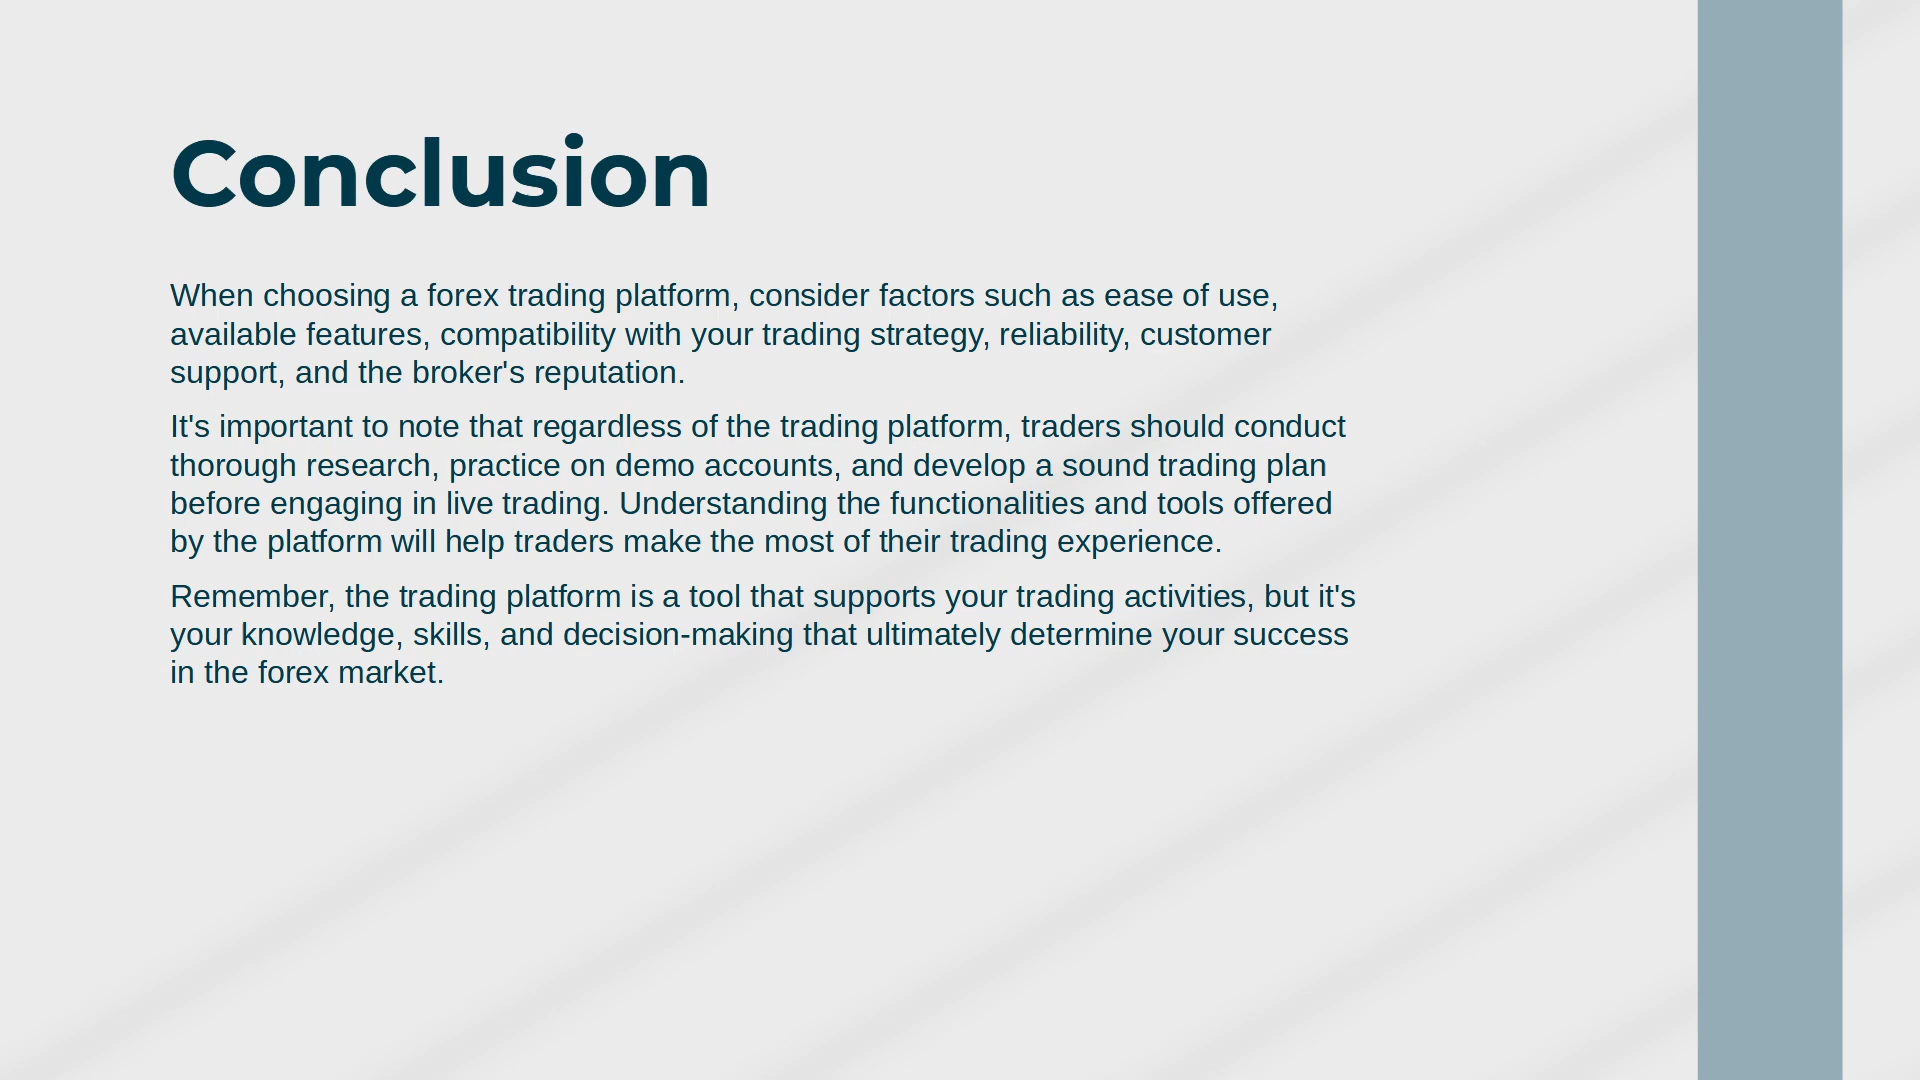 Conclusion
When choosing a forex trading platform, consider factors such as ease of use,
available features, compatibility with your trading strategy, reliability, customer
support, and the broker's reputation.
It's important to note that regardless of the trading platform, traders should conduct
thorough research, practice on demo accounts, and develop a sound trading plan
before engaging in live trading. Understanding the functionalities and tools offered
by the platform will help traders make the most of their trading experience.
Remember, the trading platform is a tool that supports your trading activities, but it's
your knowledge, skills, and decision-making that ultimately determine your success
in the forex market.